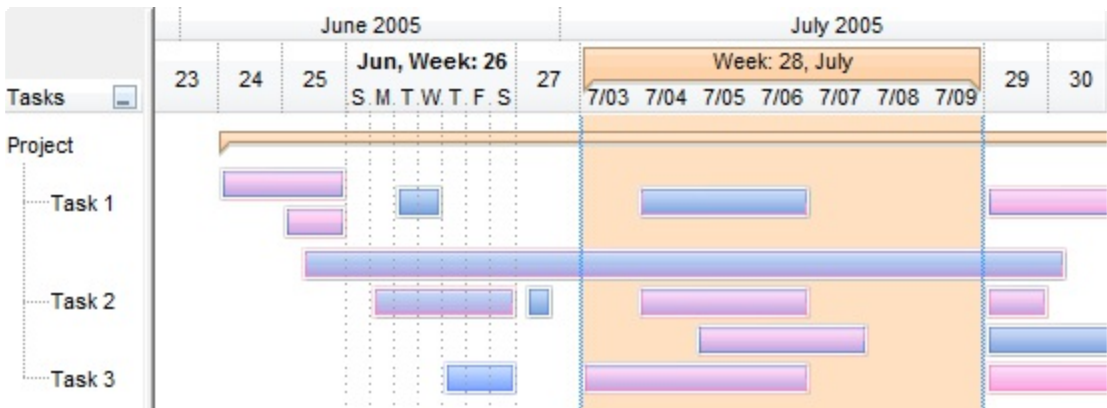 June 2005 July 2005
Jun, Week: 26 Week: 28, July
23 24 25 27 29 30
Tasks S M T W T F S 7/03 7/04 7/05 7/06 7/07 7/08 7/09
Project
Task 1
Task 2
Task 3